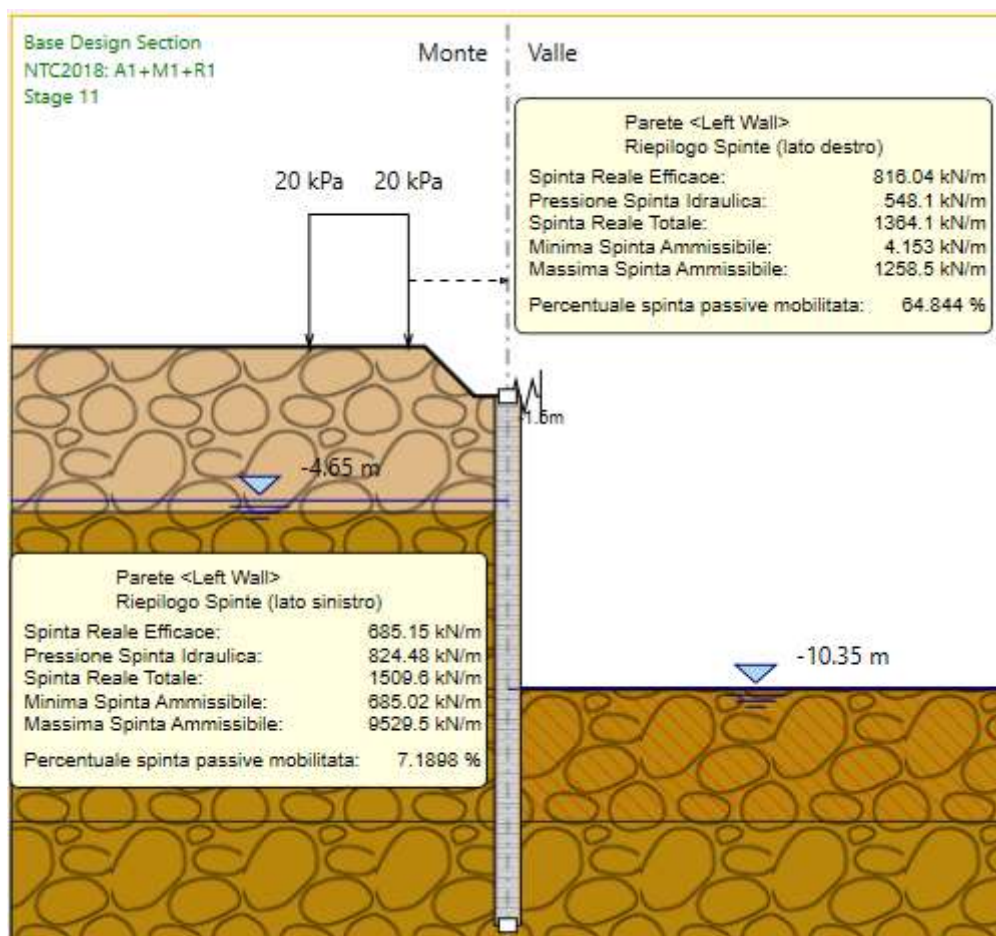 Base Design Section
NTC2018: A1+M1+R1
Stage 11
Monte
Valle
Parete <Left Wall>
Riepilogo Spinte (lato destro)
Spinta Reale Efficace: 816.04 kN/m
Pressione Spinta Idraulica: 548.1 kN/m
Spinta Reale Totale: 1364.1 kN/m
Minima Spinta Ammissibile: 4.153 kN/m
Massima Spinta Ammissibile: 1258.5 kN/m
Percentuale spinta passive mobilitata: 64.844 %
20 kPa 20 kPa
-1.5m
-4.65 m
Parete <Left Wall>
Riepilogo Spinte (lato sinistro)
Spinta Reale Efficace: 685.15 kN/m
Pressione Spinta Idraulica: 824.48 kN/m
Spinta Reale Totale: 1509.6 kN/m
Minima Spinta Ammissibile: 685.02 kN/m
Massima Spinta Ammissibile: 9529.5 kN/m
Percentuale spinta passive mobilitata: 7.1898 %
-10.35 m